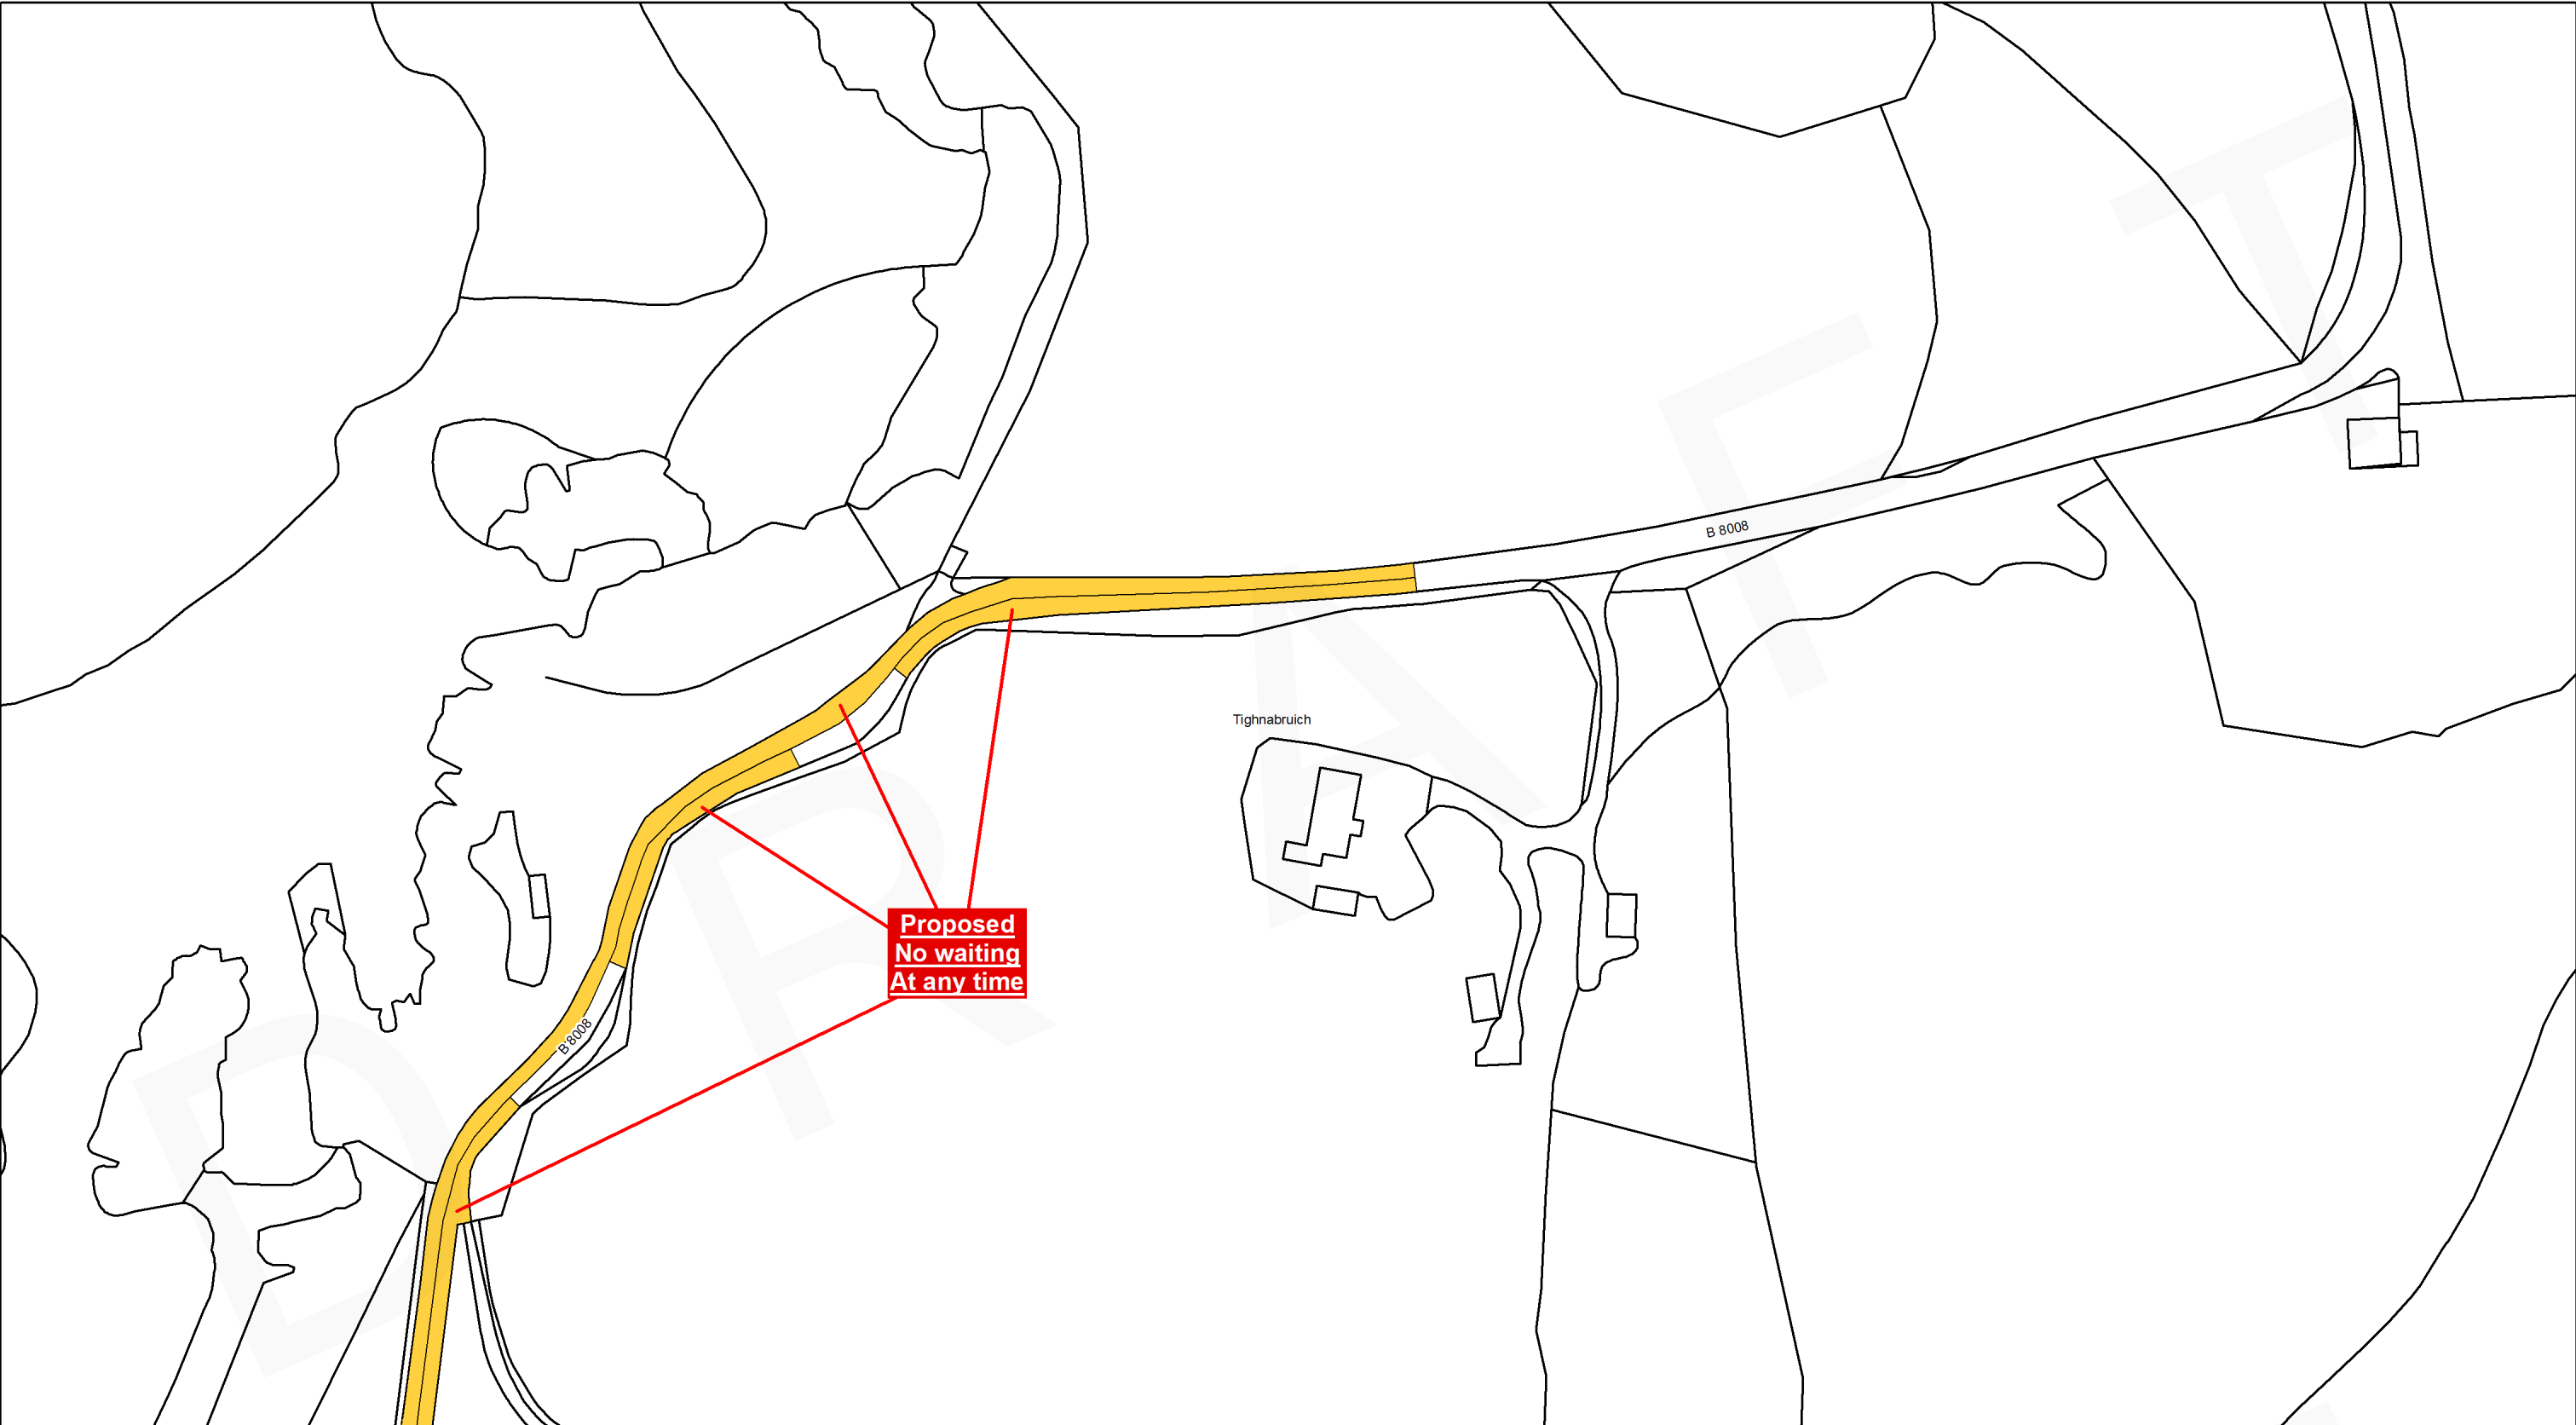 B 8008
Tighnabruich
Proposed
No waiting
At any time
B 8008
DRAFT